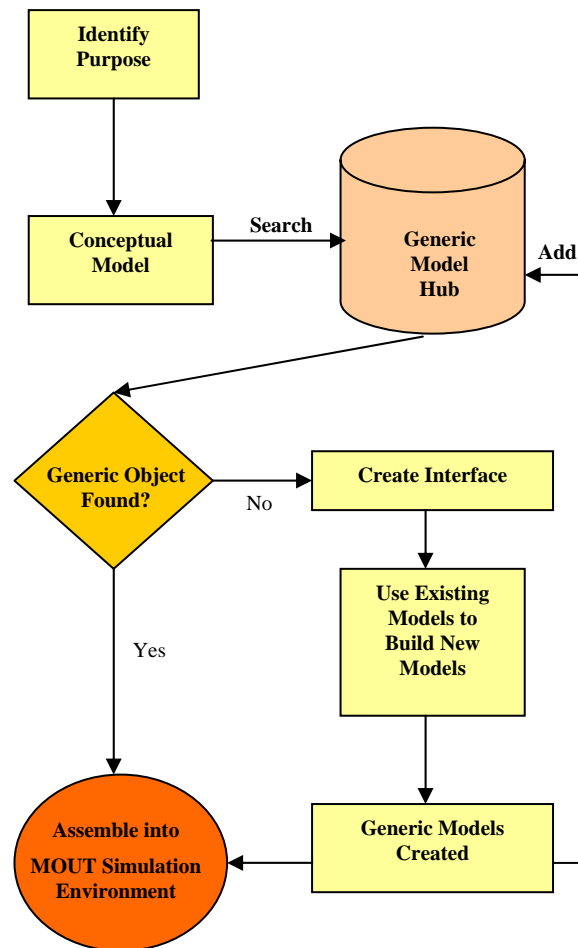 Identify
Purpose
Conceptual
Model
Search
Generic
Model
Hub
Add
Generic Object
Found?
No
Create Interface
Use Existing
Models to
Build New
Models
Yes
Assemble into
MOUT Simulation
Environment
Generic Models
Created